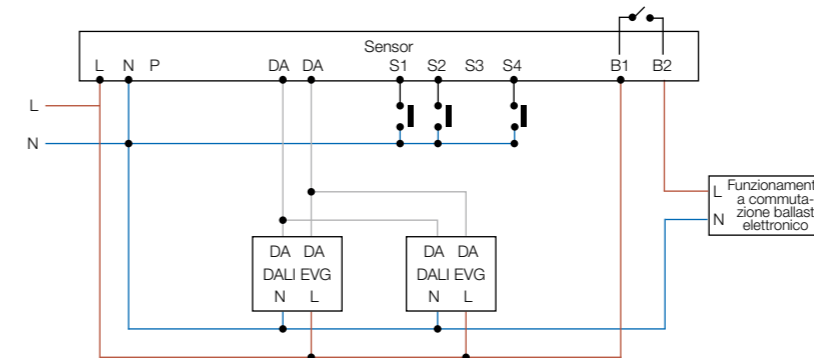 Sensor
L N P DA DA S1 S2 S3 S4 B1 B2
L
N
L Funzionament
a commuta-
zione ballast
N elettronico
DA DA DA DA
DALI EVG DALI EVG
N L N L